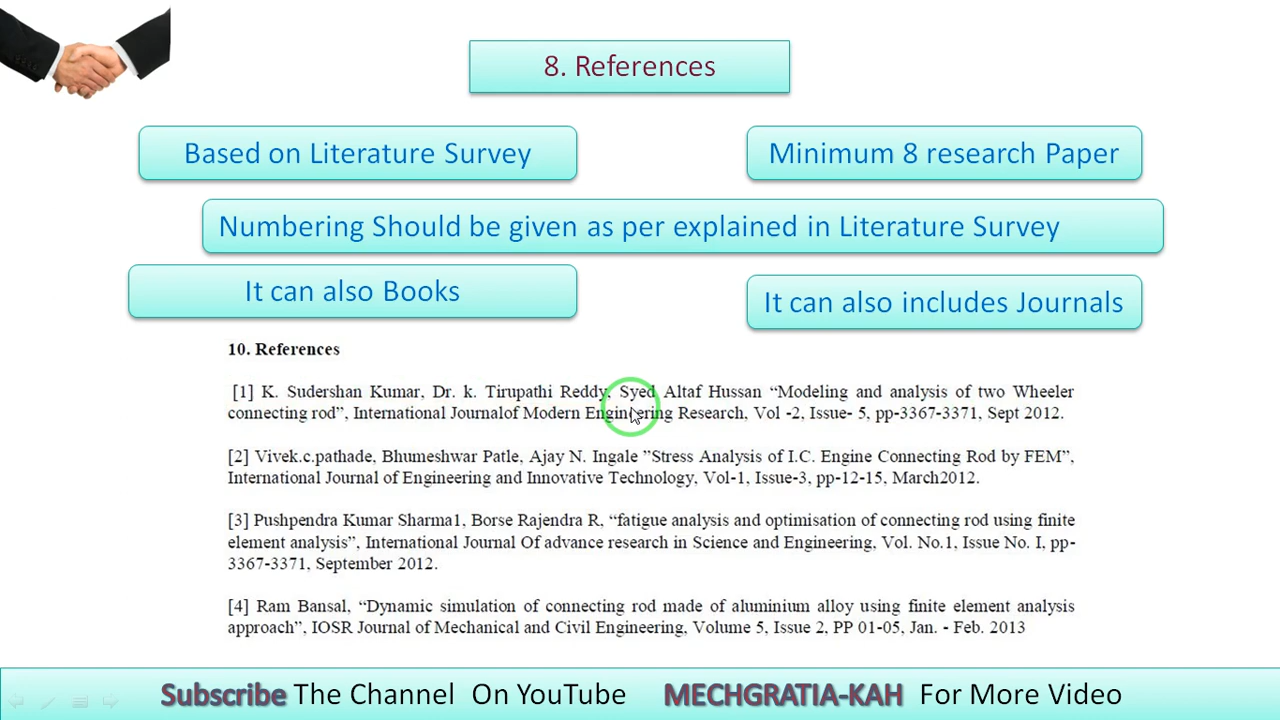 8. References
Based on Literature Survey
Minimum 8 research Paper
Numbering Should be given as per explained in Literature Survey
It can also Books
It can also includes Journals
10. References
[1] K. Sudershan Kumar, Dr. k. Tirupathi Reddy, Syed Altaf Hussan “Modeling and analysis of two Wheeler
connecting rod”, International Journalof Modern Engineering Research, Vol -2, Issue- 5, pp-3367-3371, Sept 2012.
[2] Vivek.c.pathade, Bhumeshwar Patle, Ajay N. Ingale ”Stress Analysis of I.C. Engine Connecting Rod by FEM”,
International Journal of Engineering and Innovative Technology, Vol-1, Issue-3, pp-12-15, March2012.
[3] Pushpendra Kumar Sharma1, Borse Rajendra R, “fatigue analysis and optimisation of connecting rod using finite
element analysis”, International Journal Of advance research in Science and Engineering, Vol. No.1, Issue No. I, pp-
3367-3371, September 2012.
[4] Ram Bansal, “Dynamic simulation of connecting rod made of aluminium alloy using finite element analysis
approach”, IOSR Journal of Mechanical and Civil Engineering, Volume 5, Issue 2, PP 01-05, Jan. - Feb. 2013
Subscribe The Channel On YouTube MECHGRATIA-KAH For More Video